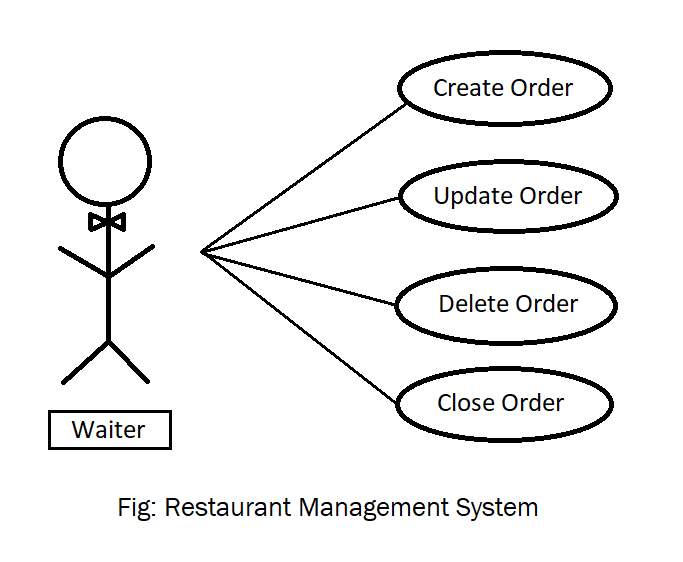 Create Order
Update Order
Delete Order
Close Order
Waiter
Fig: Restaurant Management System